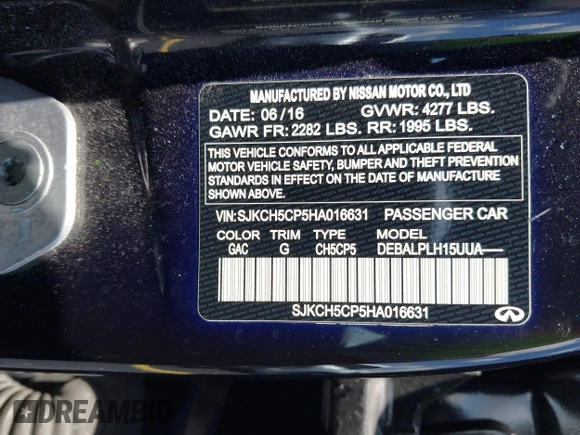 MANUFACTURED BY NISSAN MOTOR CO., LTD
DATE: 06/16 GVWR: 4277 LBS.
GAWR FR: 2282 LBS. RR: 1995 LBS.
THIS VEHICLE CONFORMS TO ALL APPLICABLE FEDERAL
MOTOR VEHICLE SAFETY, BUMPER AND THEFT PREVENTION
STANDARDS IN EFFECT ON THE DATE OF MANUFACTURE
SHOWN ABOVE.
VIN:SJKCH5CP5HA016631 PASSENGER CAR
COLOR TRIM TYPE MODEL
GAC G CH5CP5 DEBALPLH15UUA
SJKCH5CP5HA016631
DREAMBID